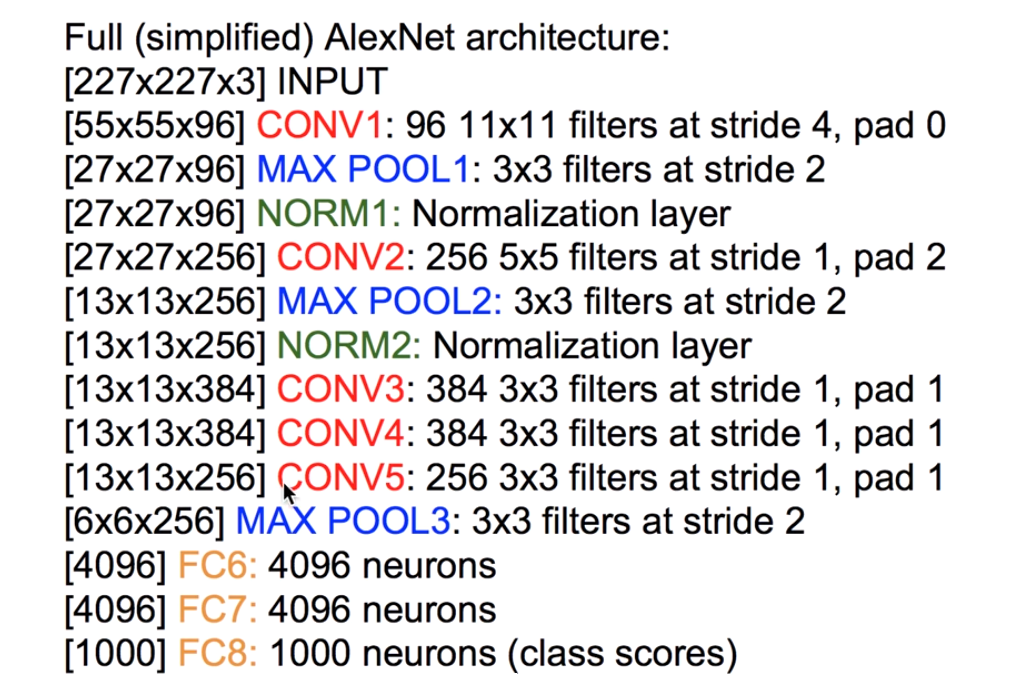 Full (simplified) AlexNet architecture:
[227x227x3] INPUT
[55x55x96] CONV1: 96 11x11 filters at stride 4, pad 0
[27x27x96] MAX POOL1: 3x3 filters at stride 2
[27x27x96] NORM1: Normalization layer
[27x27x256] CONV2: 256 5x5 filters at stride 1, pad 2
[13x13x256] MAX POOL2: 3x3 filters at stride 2
[13x13x256] NORM2: Normalization layer
[13x13x384] CONV3: 384 3x3 filters at stride 1, pad 1
[13x13x384] CONV4: 384 3x3 filters at stride 1, pad 1
[13x13x256] CONV5: 256 3x3 filters at stride 1, pad 1
[6x6x256] MAX POOL3: 3x3 filters at stride 2
[4096] FC6: 4096 neurons
[4096] FC7: 4096 neurons
[1000] FC8: 1000 neurons (class scores)